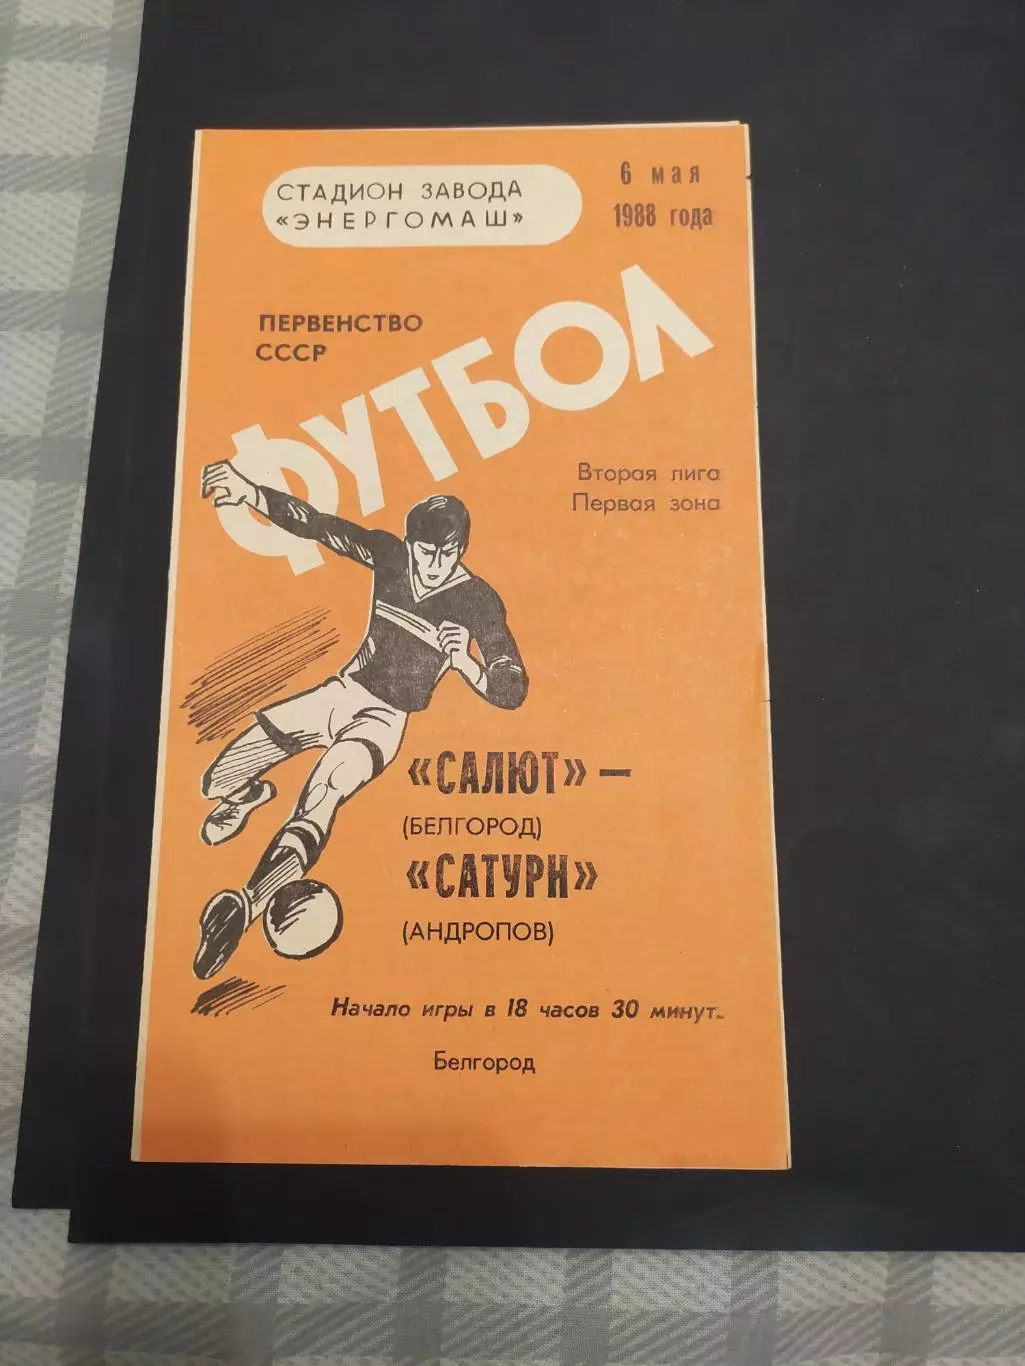 СТАДИОН ЗАВОДА
«ЭНЕРГОМАШ»
6 мая
1988 года
ПЕРВЕНСТВО
СССР
ФУТБОЛ
Вторая лига
Первая зона
«САЛЮТ» —
(БЕЛГОРОД)
«САТУРН»
(АНДРОПОВ)
Начало игры в 18 часов 30 минут.
Белгород